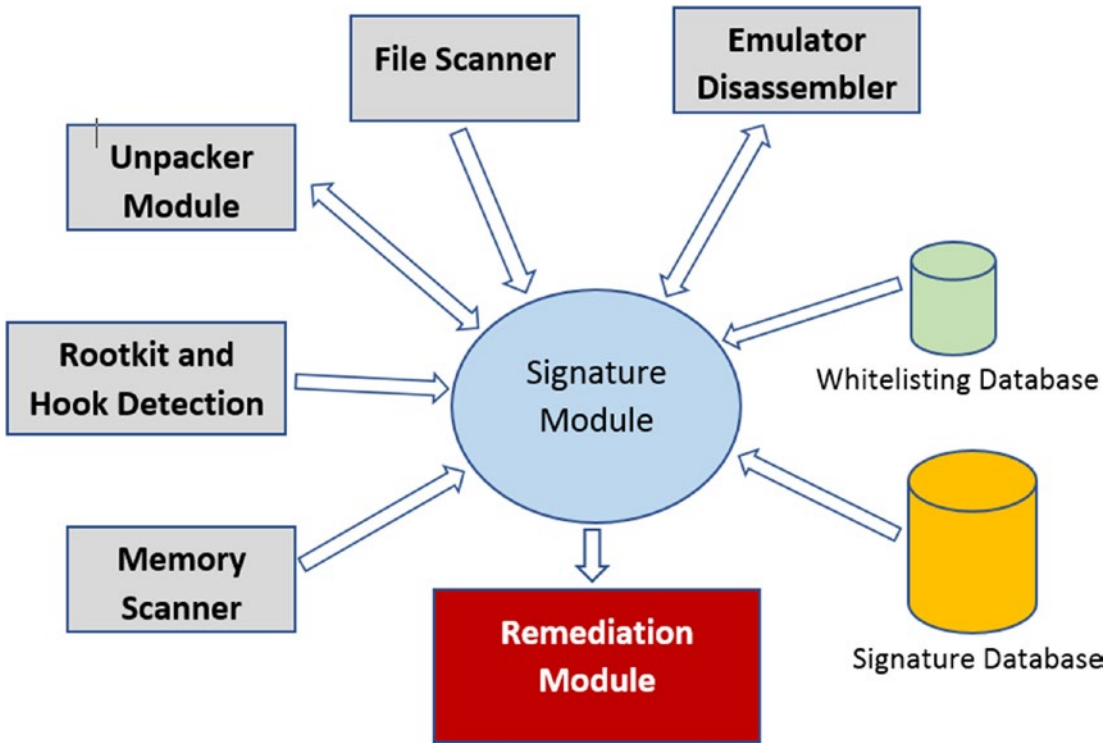 File Scanner
Emulator
Disassembler
Unpacker
Module
Rootkit and
Hook Detection
Signature
Module
Whitelisting Database
Memory
Scanner
Remediation
Module
Signature Database